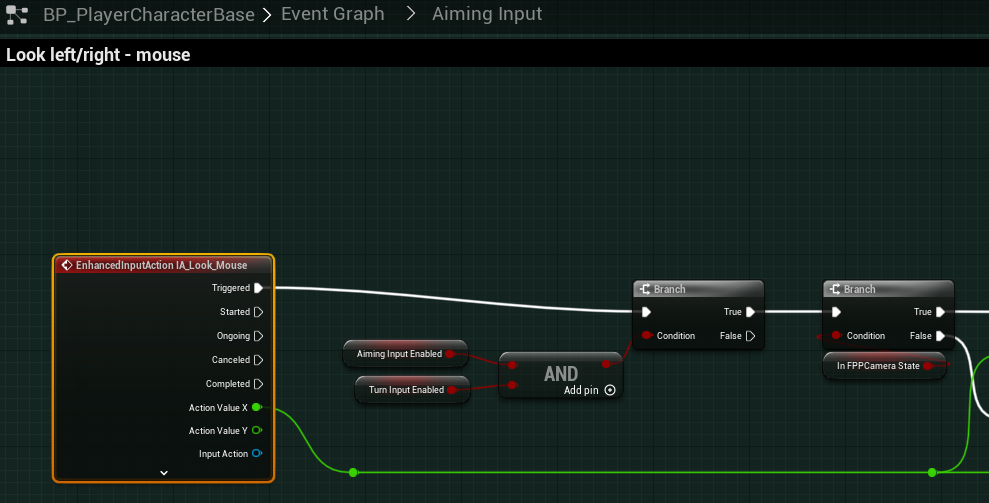 BP_PlayerCharacterBase > Event Graph > Aiming Input
Look left/right - mouse
EnhancedInputAction IA_Look_Mouse
Triggered
Started
Ongoing
Canceled
Completed
Action Value X
Action Value Y
Input Action
Aiming Input Enabled
Turn Input Enabled
AND
Add pin
Branch
True
Condition
False
Branch
True
Condition
False
In FPPCamera State